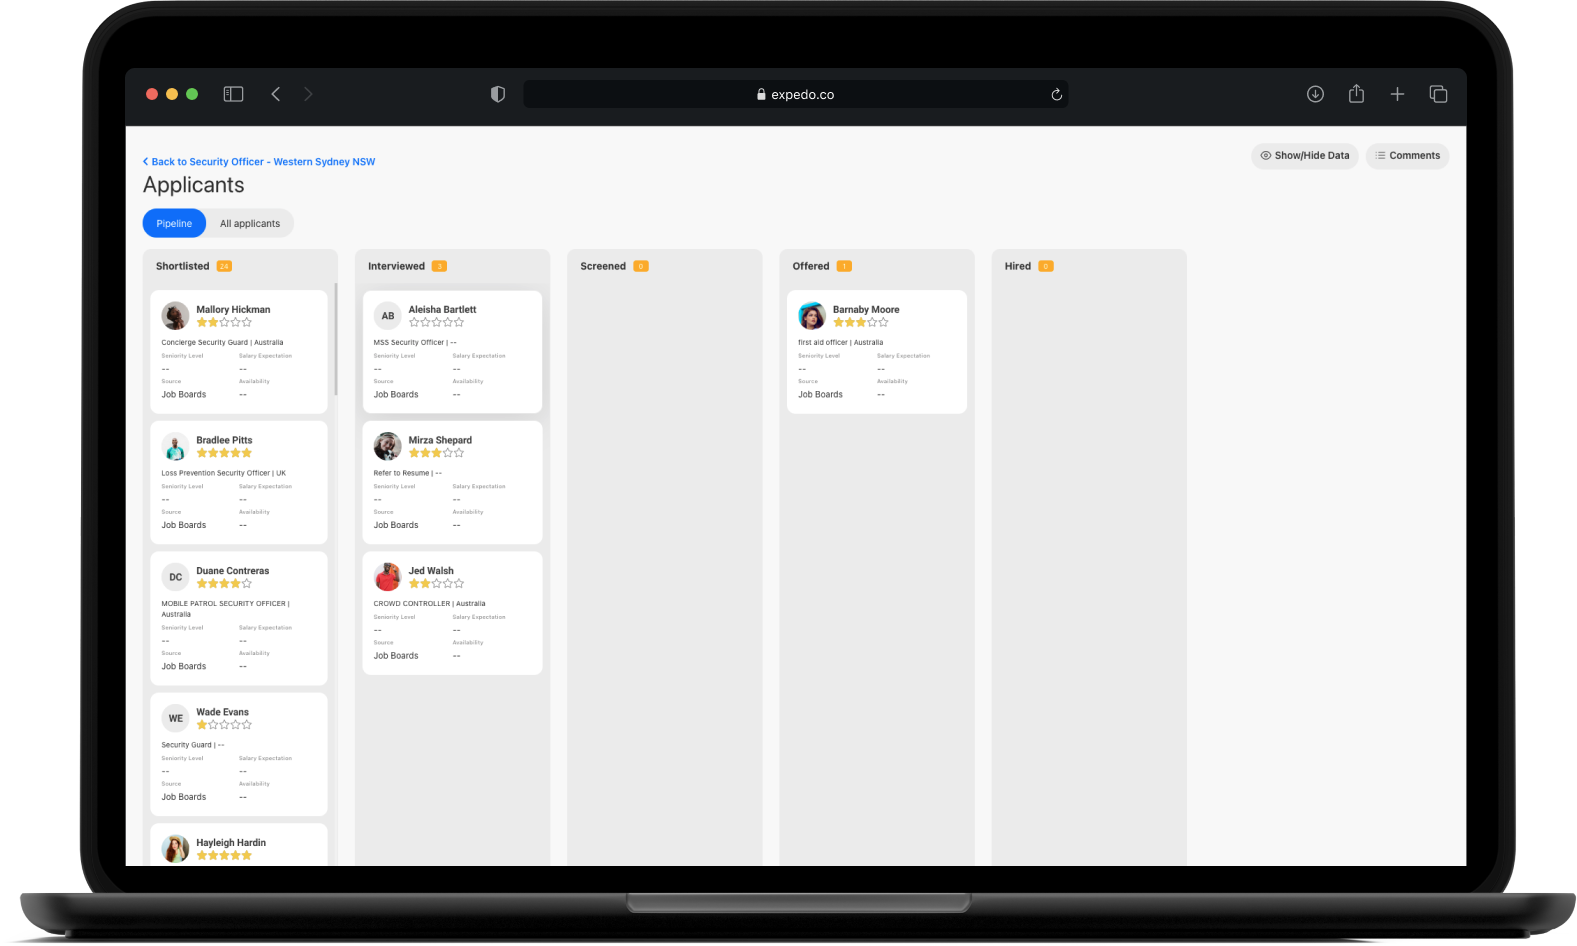 expedo.co
Back to Security Officer - Western Sydney NSW
Show/Hide Data
Comments
Applicants
Pipeline
All applicants
Shortlisted 24
Mallory Hickman
Concierge Security Guard | Australia
Seniority Level Salary Expectation
-- --
Source Availability
Job Boards --
Bradlee Pitts
Loss Prevention Security Officer | UK
Seniority Level Salary Expectation
-- --
Source Availability
Job Boards --
DC
Duane Contreras
MOBILE PATROL SECURITY OFFICER |
Australia
Seniority Level Salary Expectation
-- --
Source Availability
Job Boards --
WE
Wade Evans
Security Guard | --
Seniority Level Salary Expectation
-- --
Source Availability
Job Boards --
Hayleigh Hardin
Interviewed 3
AB
Aleisha Bartlett
MSS Security Officer | --
Seniority Level Salary Expectation
-- --
Source Availability
Job Boards --
Mirza Shepard
Refer to Resume | --
Seniority Level Salary Expectation
-- --
Source Availability
Job Boards --
Jed Walsh
CROWD CONTROLLER | Australia
Seniority Level Salary Expectation
-- --
Source Availability
Job Boards --
Screened 0
Offered 1
Barnaby Moore
first aid officer | Australia
Seniority Level Salary Expectation
-- --
Source Availability
Job Boards --
Hired 0